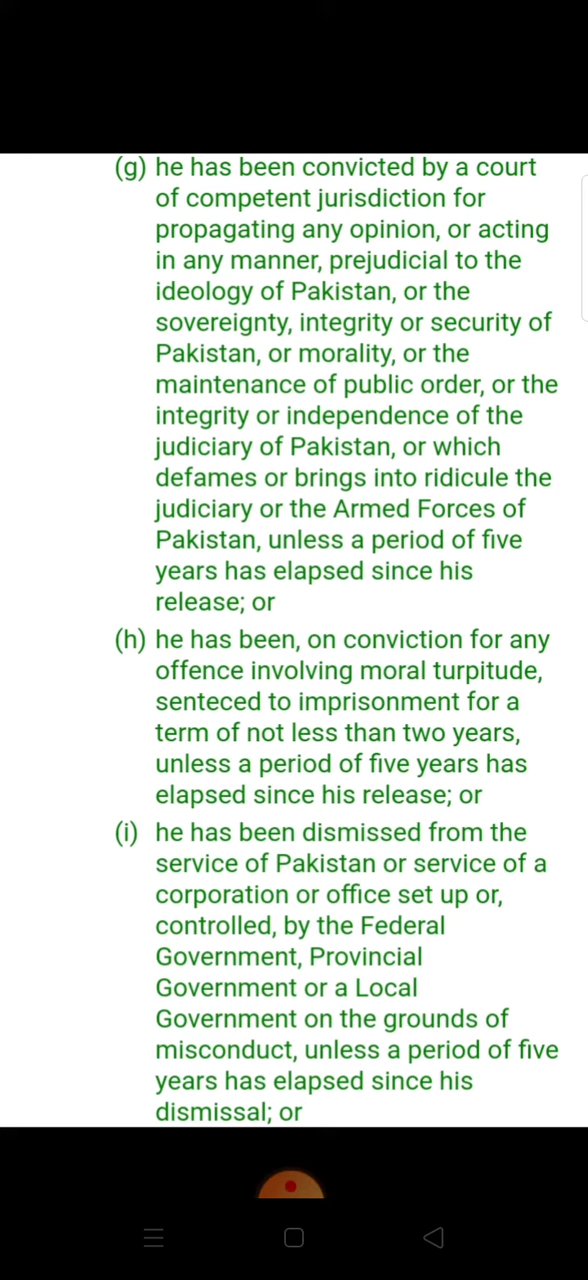 (g) he has been convicted by a court
of competent jurisdiction for
propagating any opinion, or acting
in any manner, prejudicial to the
ideology of Pakistan, or the
sovereignty, integrity or security of
Pakistan, or morality, or the
maintenance of public order, or the
integrity or independence of the
judiciary of Pakistan, or which
defames or brings into ridicule the
judiciary or the Armed Forces of
Pakistan, unless a period of five
years has elapsed since his
release; or
(h) he has been, on conviction for any
offence involving moral turpitude,
senteced to imprisonment for a
term of not less than two years,
unless a period of five years has
elapsed since his release; or
(i) he has been dismissed from the
service of Pakistan or service of a
corporation or office set up or,
controlled, by the Federal
Government, Provincial
Government or a Local
Government on the grounds of
misconduct, unless a period of five
years has elapsed since his
dismissal; or